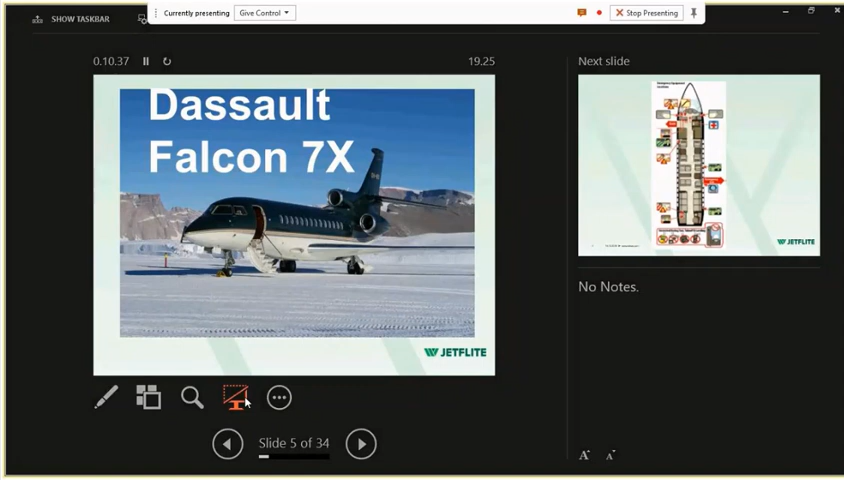 SHOW TASKBAR
Currently presenting
Give Control
Stop Presenting
0.10.37
19.25
Dassault
Falcon 7X
JETFLITE
Slide 5 of 34
Next slide
JETFLITE
No Notes.
A A